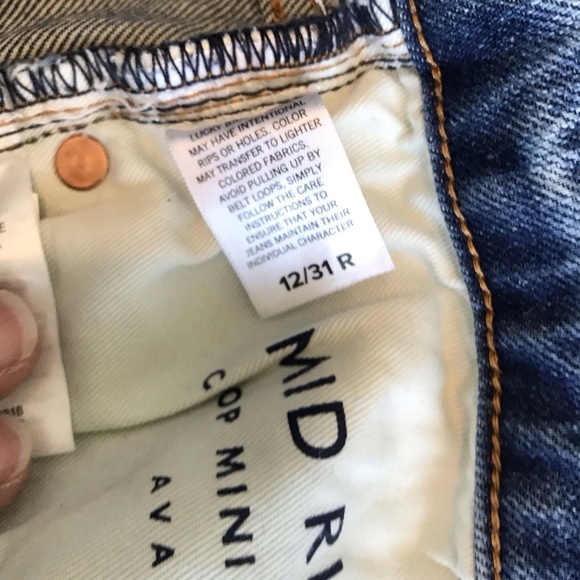 LUCKY
MAY HAVE INTENTIONAL
RIPS OR HOLES. COLOR
MAY TRANSFER TO LIGHTER
COLORED FABRICS.
AVOID PULLING UP BY
BELT LOOPS. SIMPLY
FOLLOW THE CARE
INSTRUCTIONS TO
ENSURE THAT YOUR
JEANS MAINTAIN THEIR
INDIVIDUAL CHARACTER
12/31 R
MID
MINI
AVA